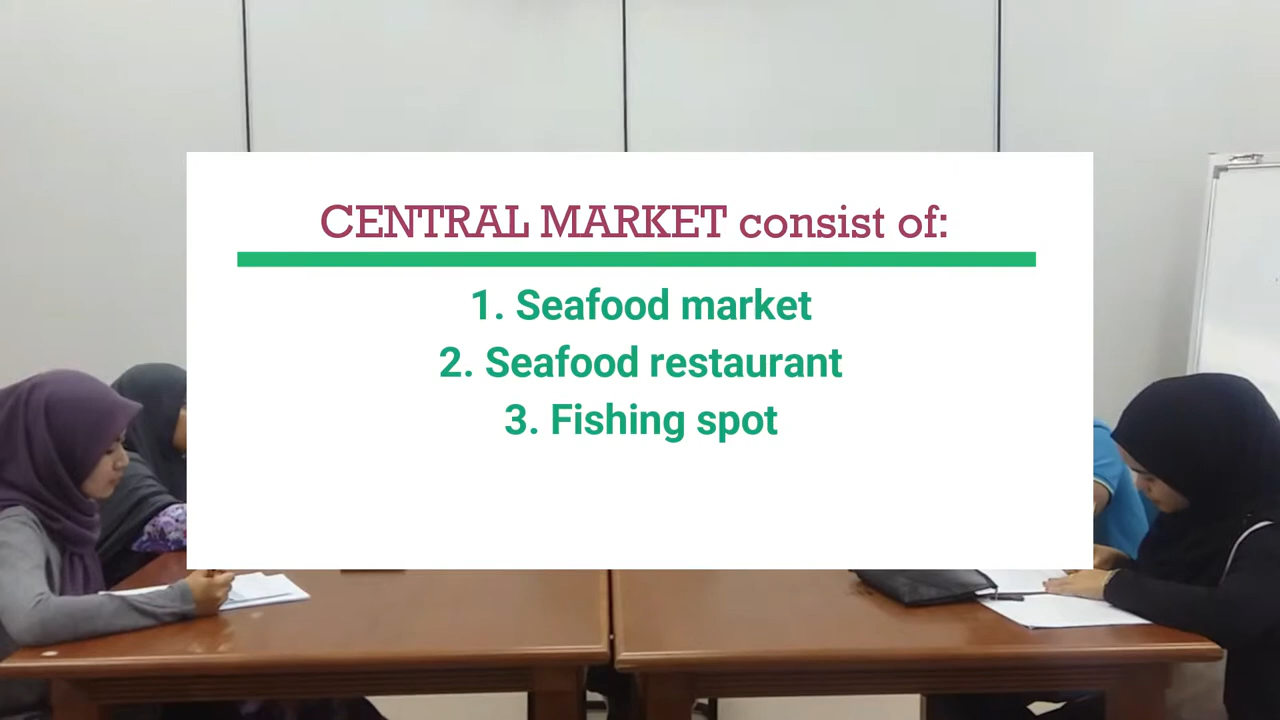 CENTRAL MARKET consist of:
1. Seafood market
2. Seafood restaurant
3. Fishing spot